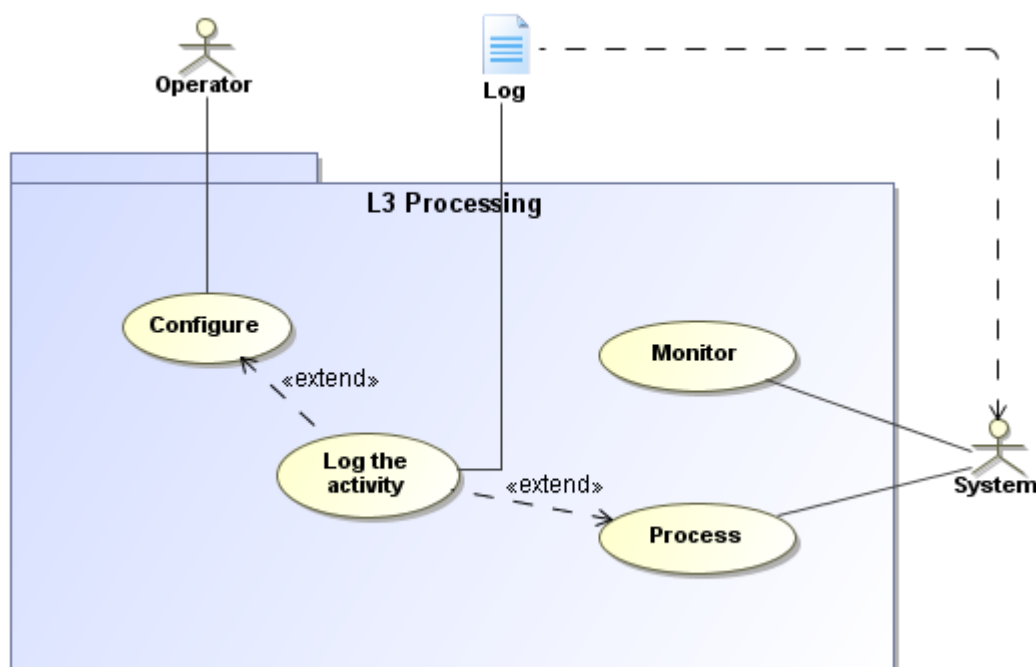 Operator
Log
L3 Processing
Configure
Monitor
«extend»
Log the
activity
«extend»
System
Process